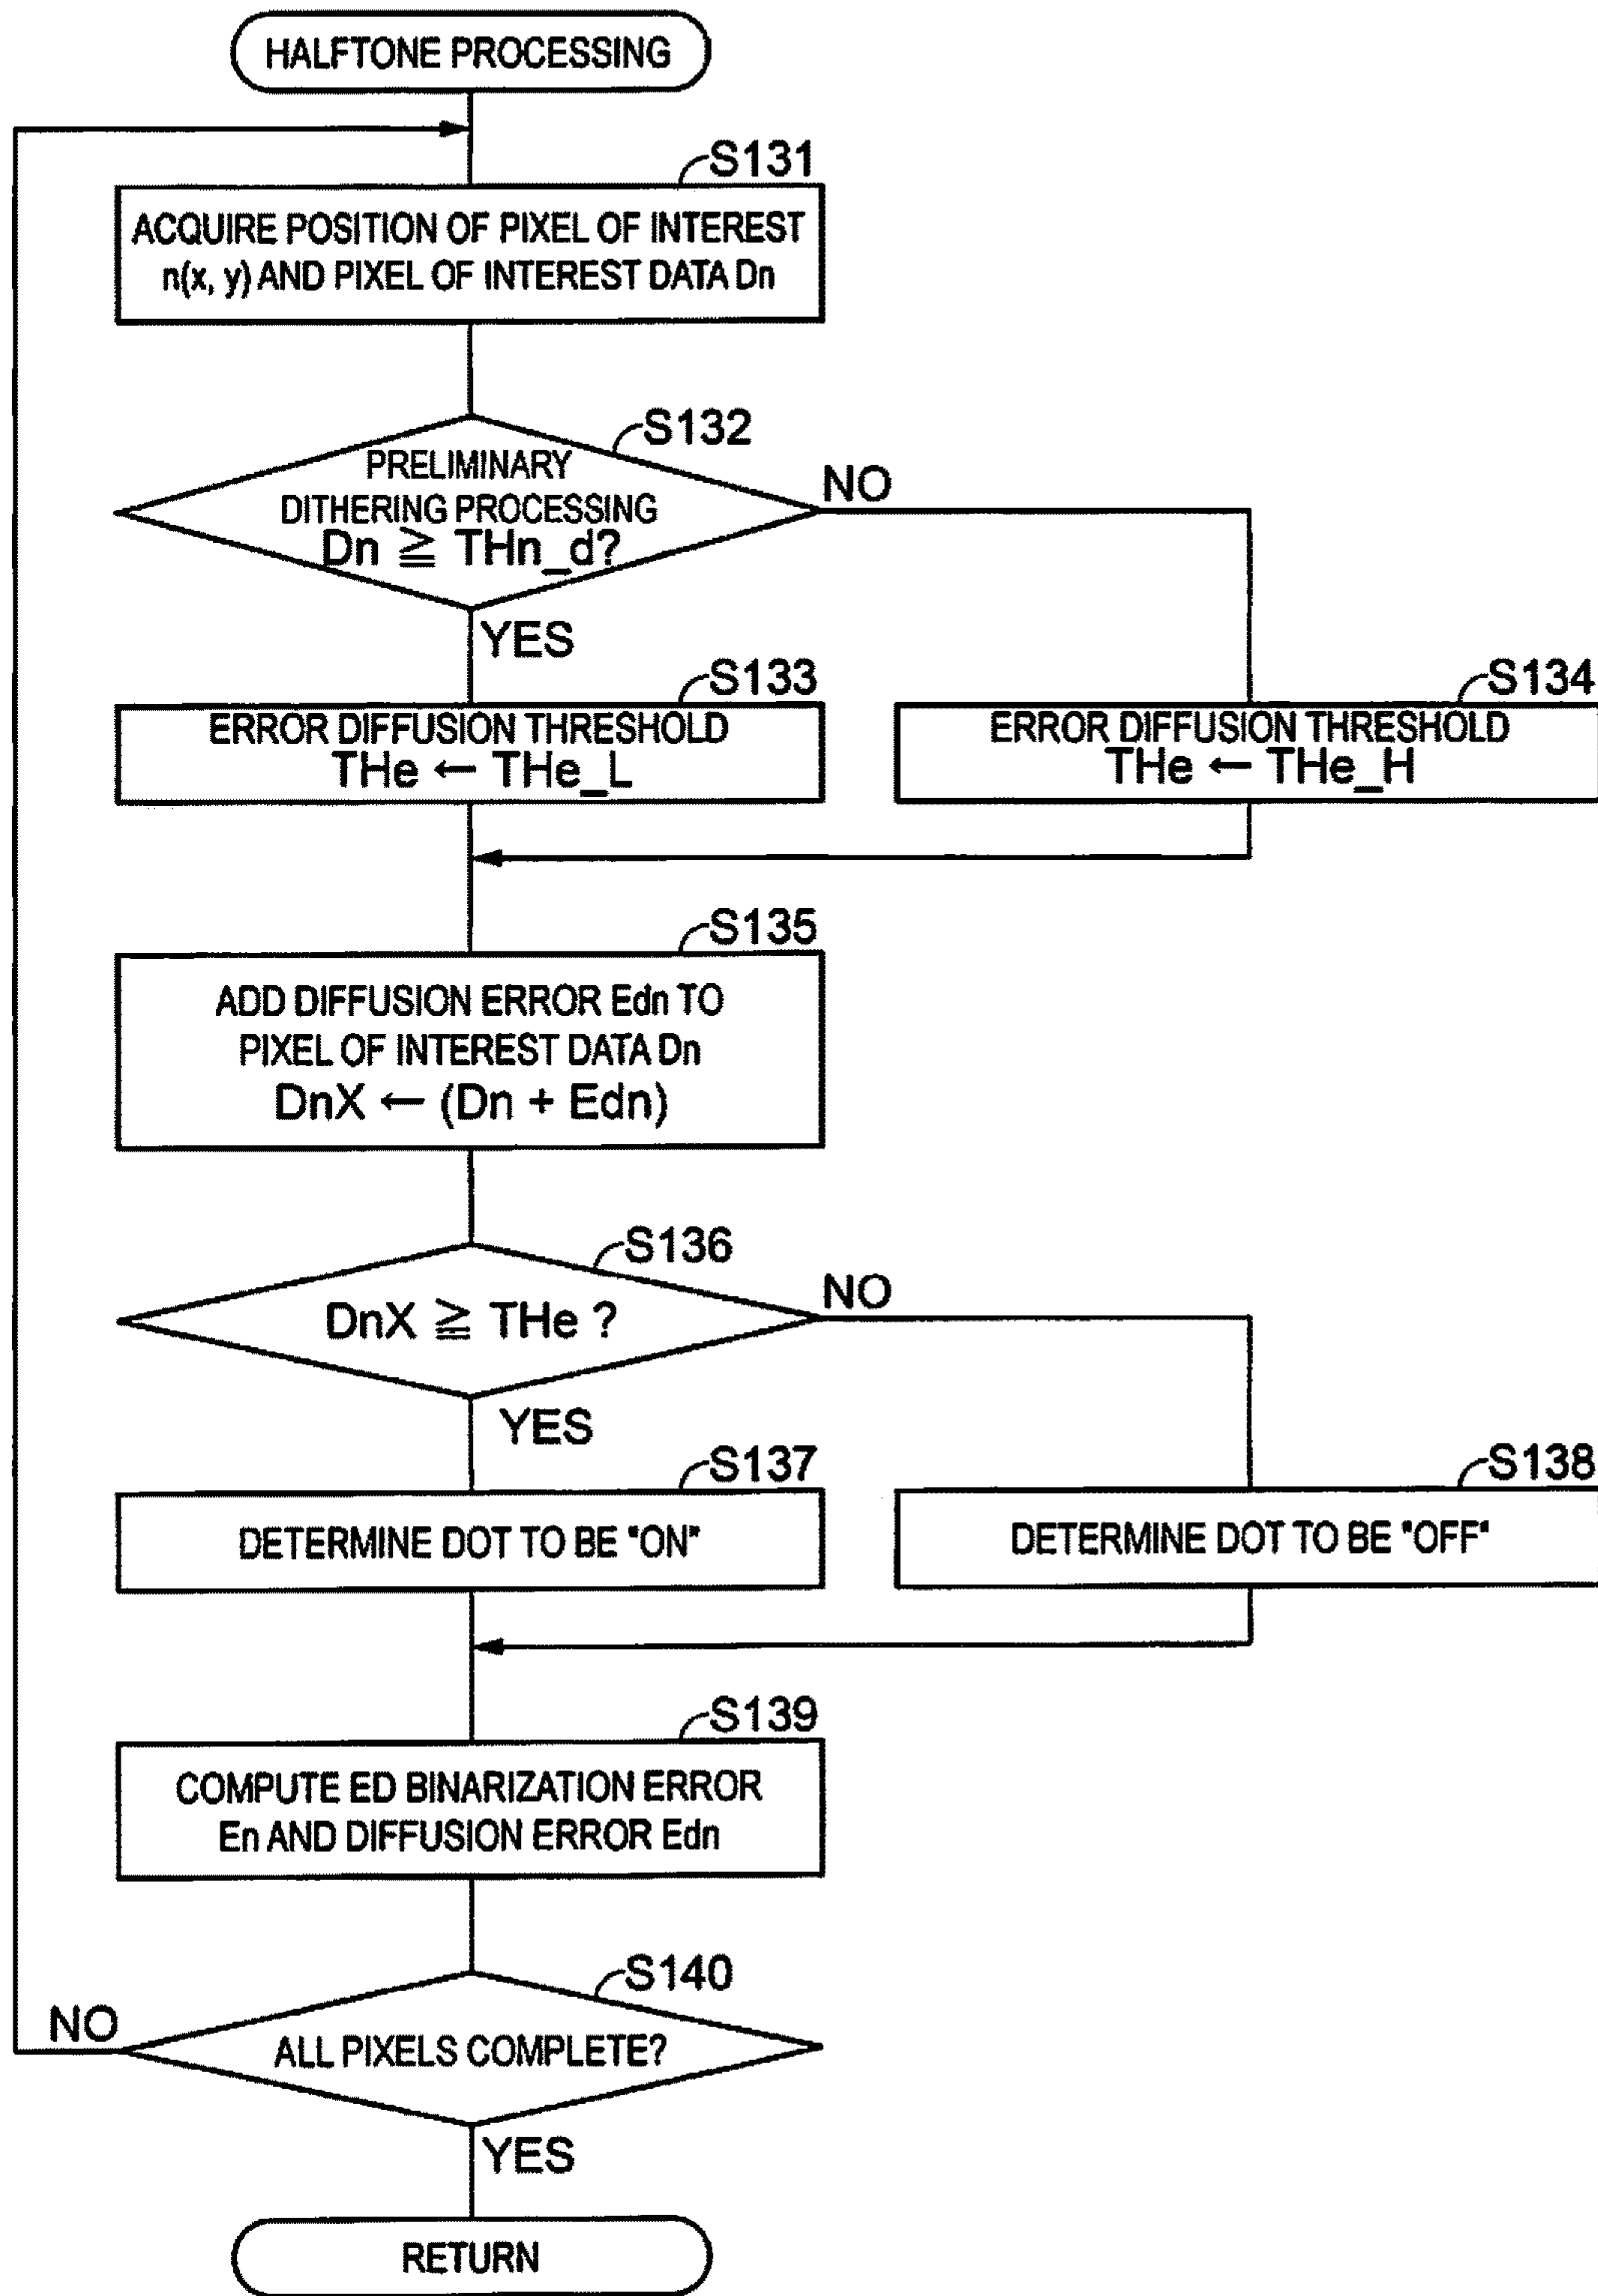 HALFTONE PROCESSING
S131
ACQUIRE POSITION OF PIXEL OF INTEREST
n(x, y) AND PIXEL OF INTEREST DATA Dn
S132
PRELIMINARY
DITHERING PROCESSING
Dn ≧ THn_d?
NO
YES
S133
ERROR DIFFUSION THRESHOLD
THe ← THe_L
S134
ERROR DIFFUSION THRESHOLD
THe ← THe_H
S135
ADD DIFFUSION ERROR Edn TO
PIXEL OF INTEREST DATA Dn
DnX ← (Dn + Edn)
S136
DnX ≧ THe ?
NO
YES
S137
DETERMINE DOT TO BE "ON"
S138
DETERMINE DOT TO BE "OFF"
S139
COMPUTE ED BINARIZATION ERROR
En AND DIFFUSION ERROR Edn
S140
ALL PIXELS COMPLETE?
NO
YES
RETURN